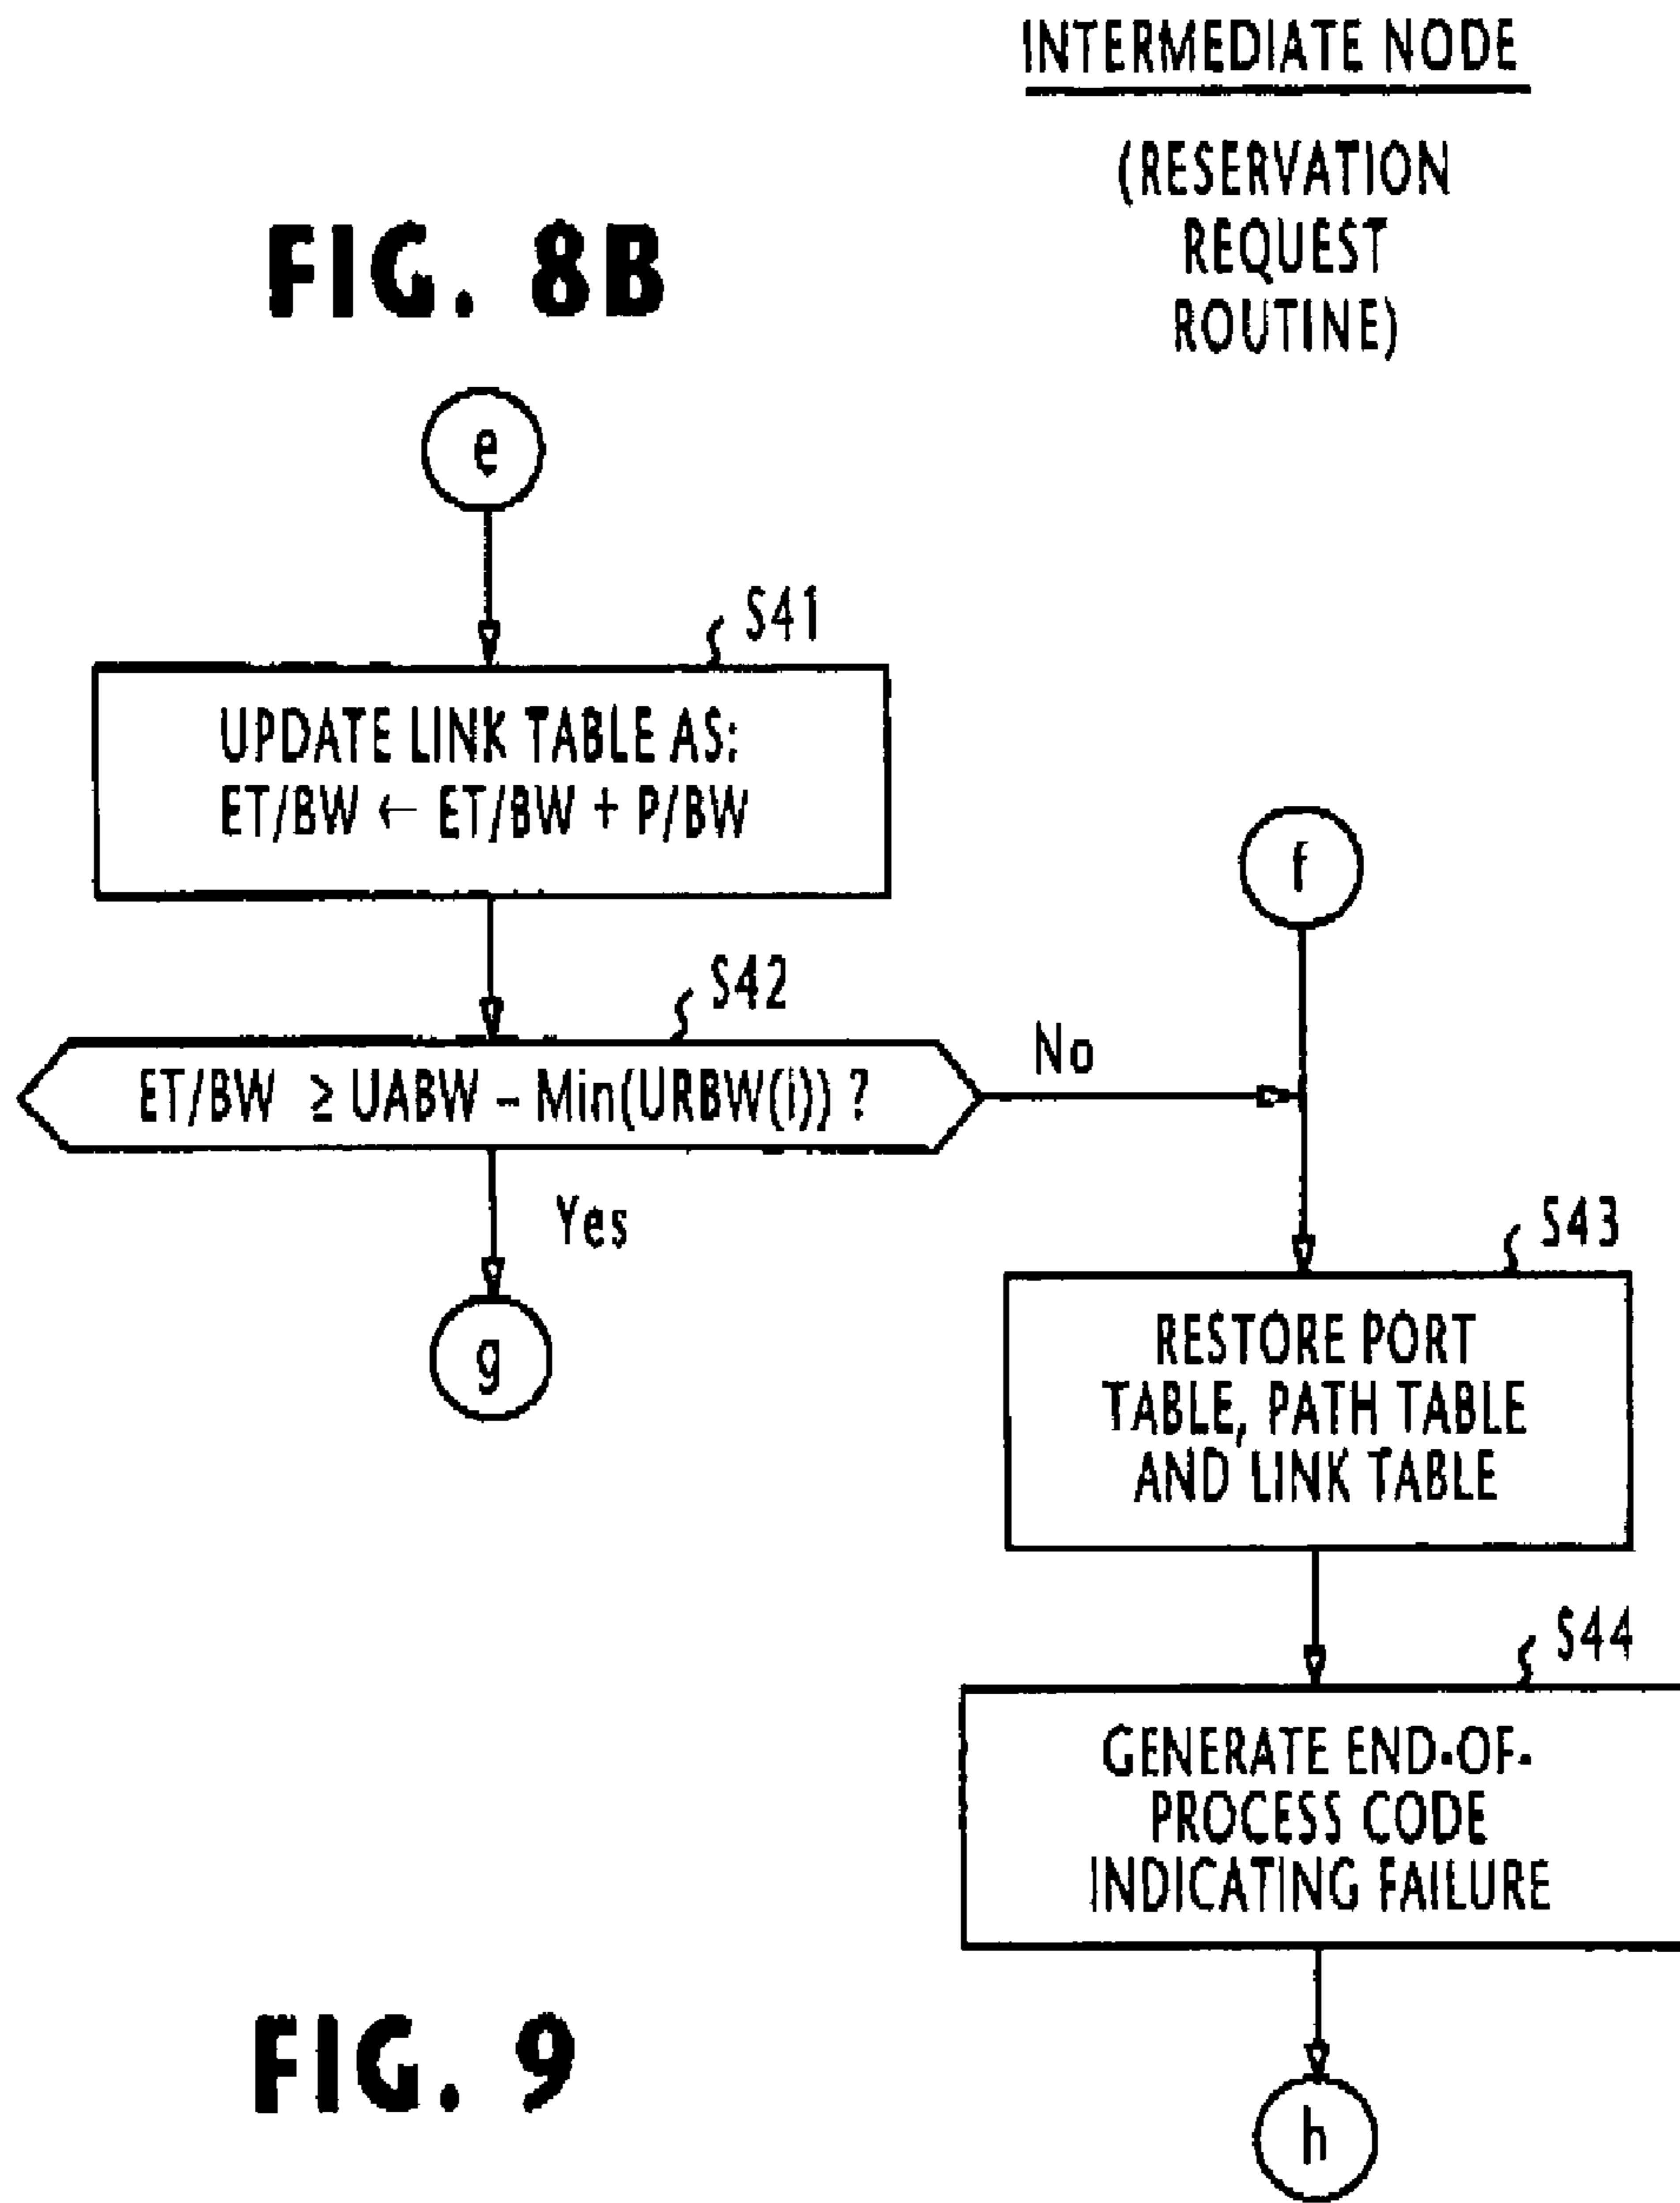 INTERMEDIATE NODE
(RESERVATION
REQUEST
ROUTINE)
FIG. 8B
e
S41
UPDATE LINK TABLE AS:
ET/BW ← ET/BW + P/BW
f
S42
ET/BW ≥ UABW – Min(URBW(i)) ?
No
Yes
g
S43
RESTORE PORT
TABLE, PATH TABLE
AND LINK TABLE
S44
GENERATE END-OF-
PROCESS CODE
INDICATING FAILURE
h
FIG. 9